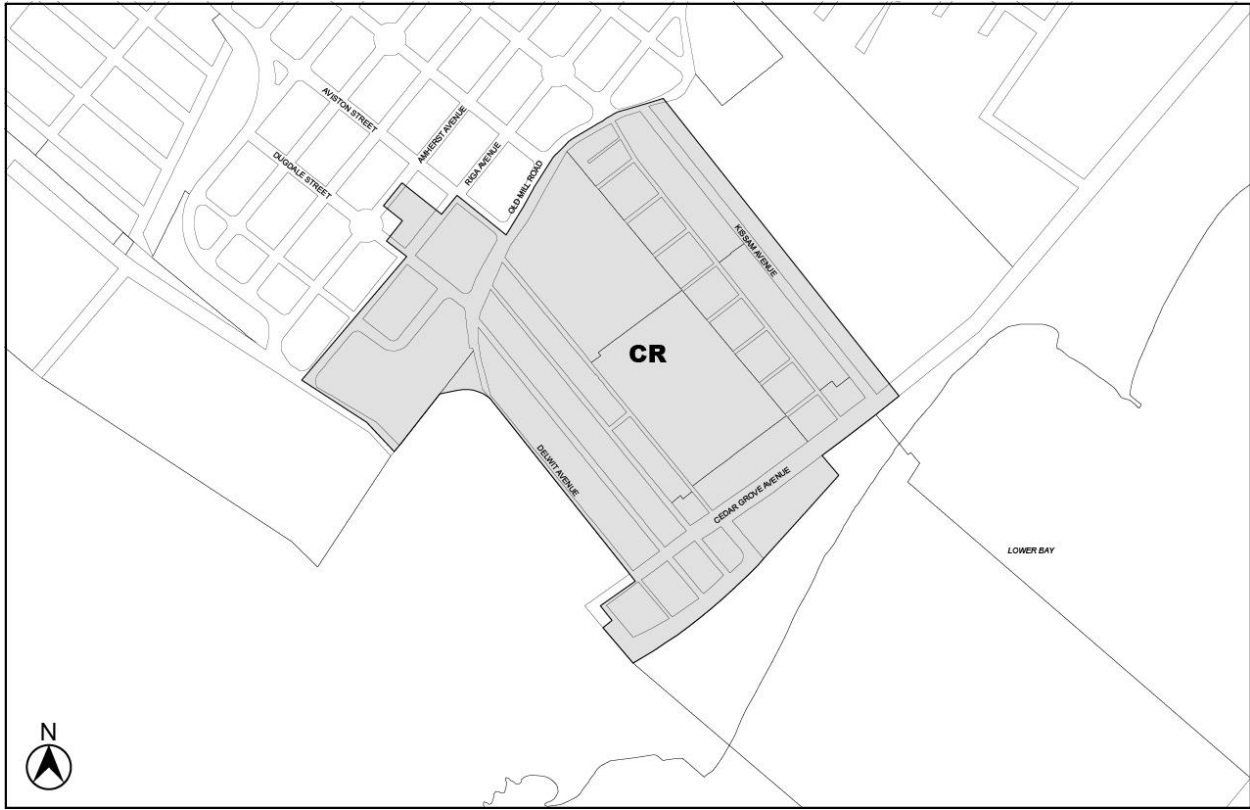 AVISTON STREET
AMHERST AVENUE
DUGDALE STREET
RIGA AVENUE
OLD MILL ROAD
KISSAM AVENUE
CR
DELWIT AVENUE
CEDAR GROVE AVENUE
LOWER BAY
N